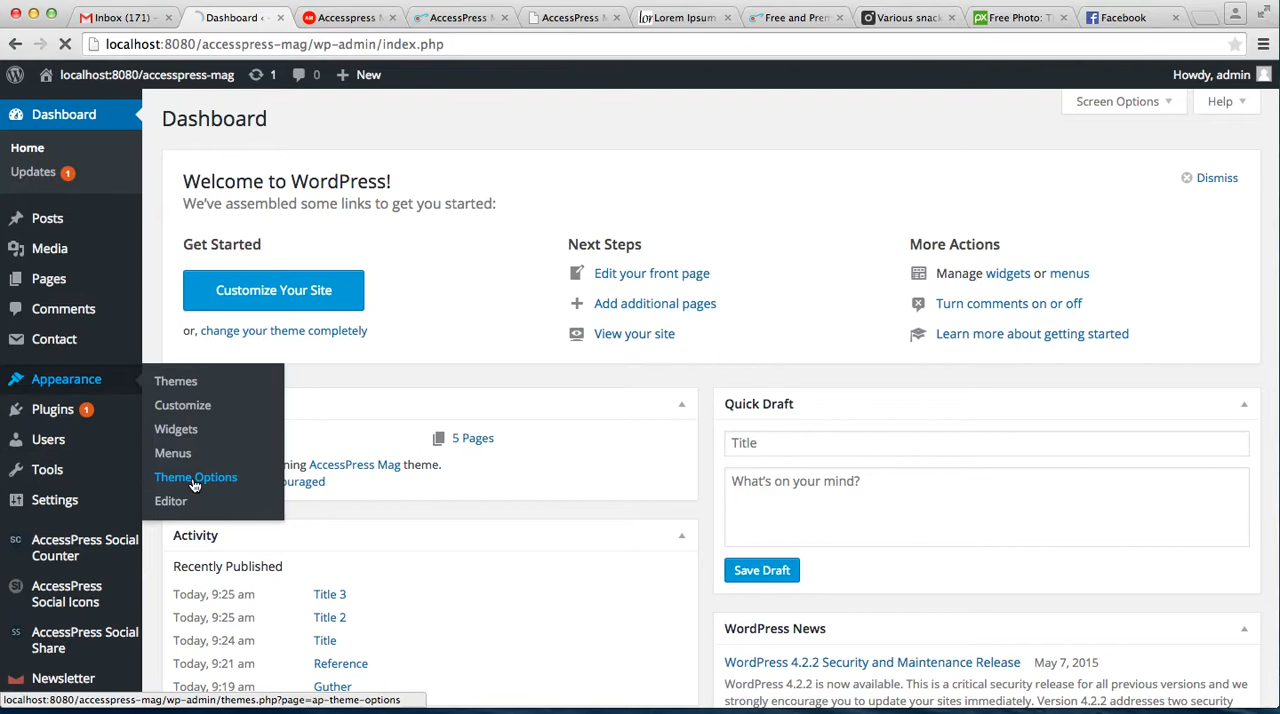 Inbox (171)
Dashboard ‹
Accesspress
AccessPress M
AccessPress M
Lorem Ipsum
Free and Prem
Various snack
Free Photo: T
Facebook
localhost:8080/accesspress-mag/wp-admin/index.php
localhost:8080/accesspress-mag 1 0 New
Howdy, admin
Dashboard
Home
Updates 1
Posts
Media
Pages
Comments
Contact
Appearance
Plugins 1
Users
Tools
Settings
AccessPress Social
Counter
AccessPress
Social Icons
AccessPress Social
Share
Newsletter
Themes
Customize
Widgets
Menus
Theme Options
Editor
Dashboard
Screen Options
Help
Welcome to WordPress!
Dismiss
We've assembled some links to get you started:
Get Started
Customize Your Site
or, change your theme completely
Next Steps
Edit your front page
Add additional pages
View your site
More Actions
Manage widgets or menus
Turn comments on or off
Learn more about getting started
5 Pages
ning AccessPress Mag theme.
ouraged
Activity
Recently Published
Today, 9:25 am Title 3
Today, 9:25 am Title 2
Today, 9:24 am Title
Today, 9:21 am Reference
Today, 9:19 am Guther
Quick Draft
Title
What's on your mind?
Save Draft
WordPress News
WordPress 4.2.2 Security and Maintenance Release May 7, 2015
WordPress 4.2.2 is now available. This is a critical security release for all previous versions and we
strongly encourage you to update your sites immediately. Version 4.2.2 addresses two security
localhost:8080/accesspress-mag/wp-admin/themes.php?page=ap-theme-options